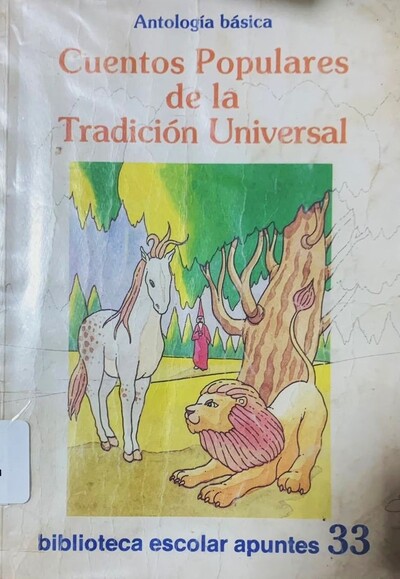 Antología básica
Cuentos Populares
de la
Tradición Universal
biblioteca escolar apuntes 33